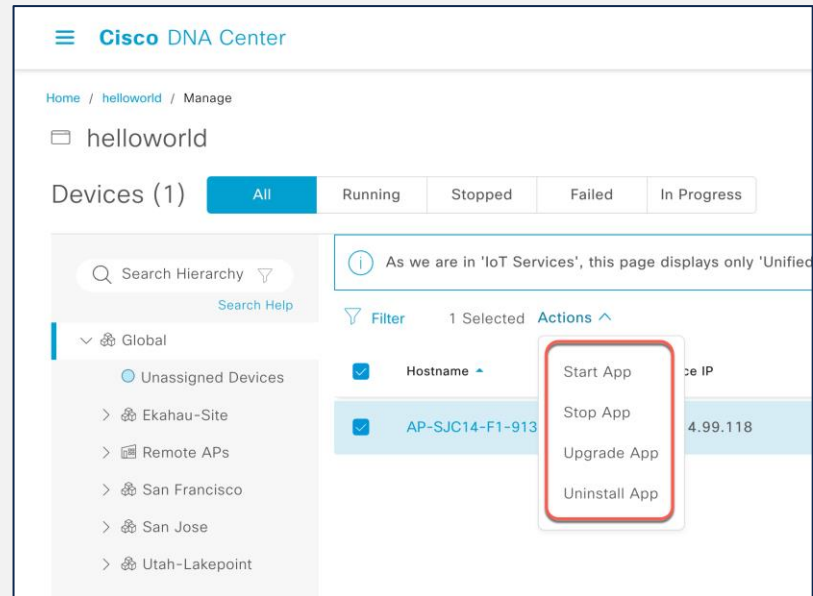 Cisco DNA Center
Home / helloworld / Manage
helloworld
Devices (1) All Running Stopped Failed In Progress
Search Hierarchy
Search Help
Global
Unassigned Devices
Ekahau-Site
Remote APs
San Francisco
San Jose
Utah-Lakepoint
As we are in 'IoT Services', this page displays only 'Unified
Filter 1 Selected Actions
Hostname ce IP
AP-SJC14-F1-913 4.99.118
Start App
Stop App
Upgrade App
Uninstall App